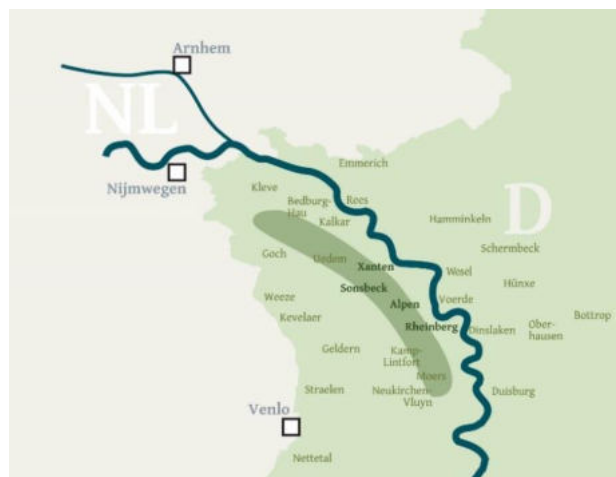 Arnhem
NL
Nijmwegen
Emmerich
Kleve
Bedburg-
Hau
Rees
Kalkar
Hamminkeln
D
Schermbeck
Goch
Uedem
Xanten
Wesel
Sonsbeck
Hünxe
Weeze
Alpen
Voerde
Kevelaer
Rheinberg
Dinslaken
Ober-
hausen
Bottrop
Geldern
Kamp-
Lintfort
Moers
Straelen
Neukirchen-
Vluyn
Duisburg
Venlo
Nettetal